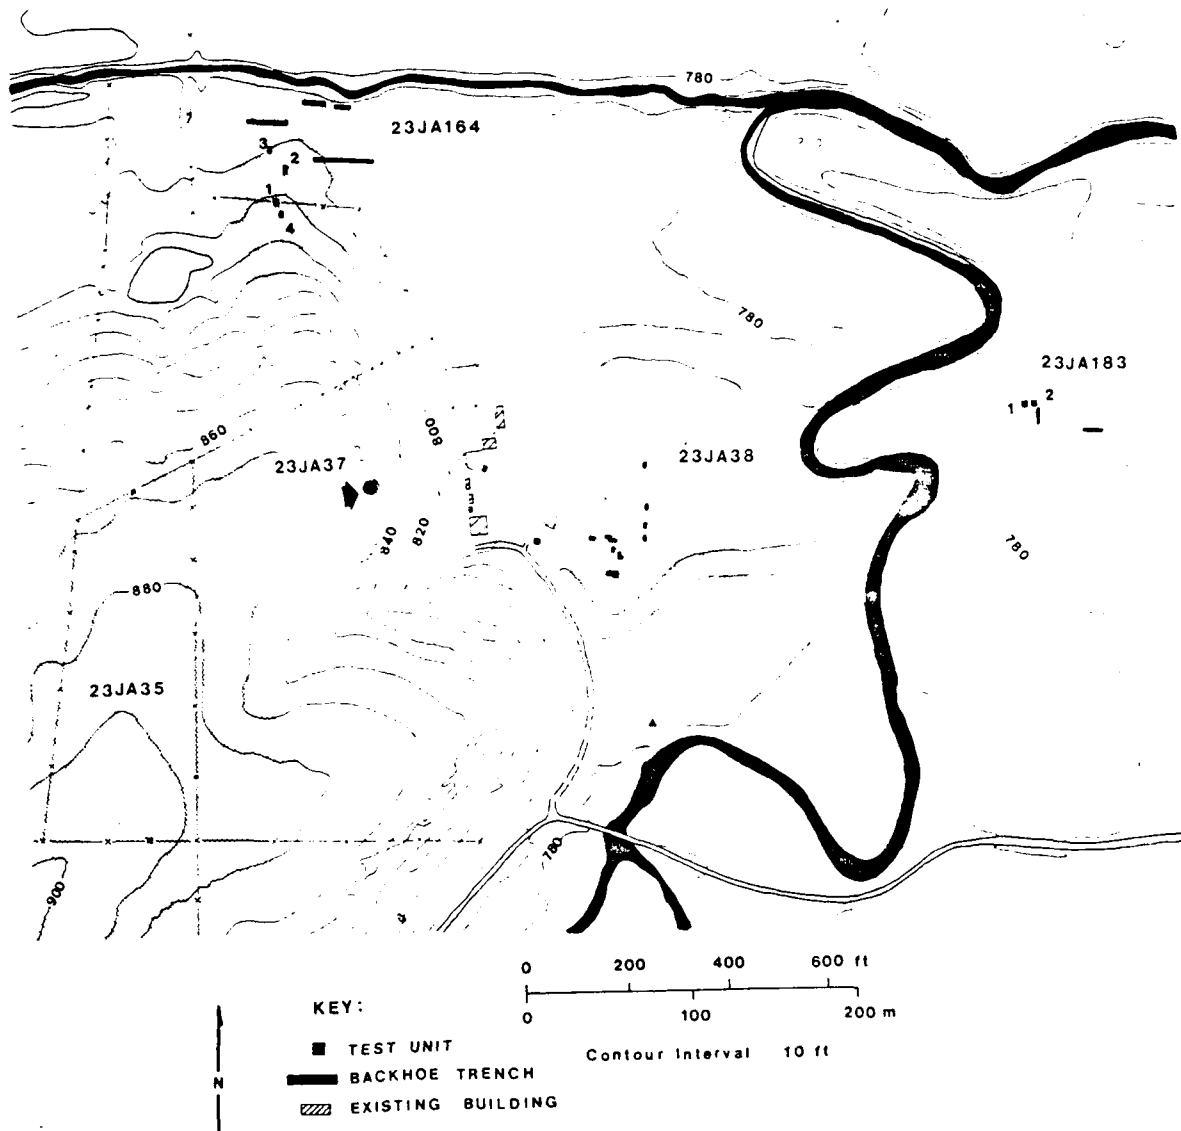 780
23JA164
3
2
1
4
780
23JA183
1 2
860
800
23JA37
23JA38
840
820
780
880
23JA35
780
900
0 200 400 600 ft
0 100 200 m
Contour Interval 10 ft
KEY:
TEST UNIT
BACKHOE TRENCH
EXISTING BUILDING
N